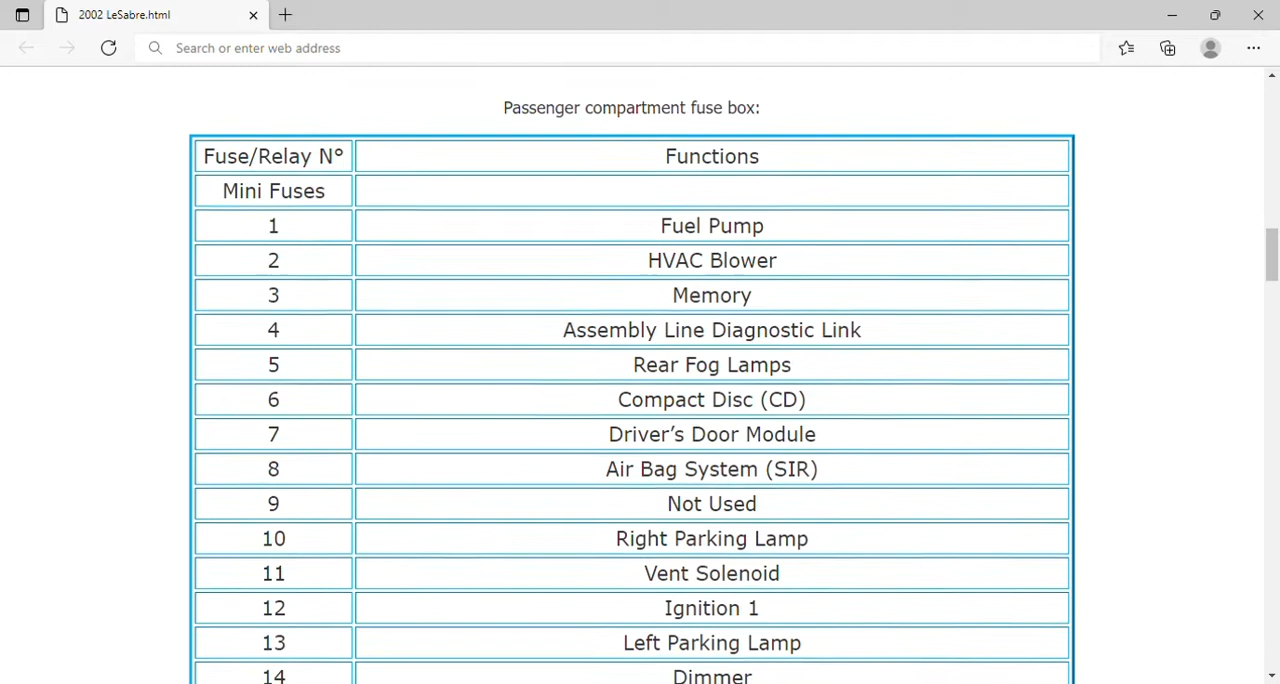 2002 LeSabre.html
Search or enter web address
Passenger compartment fuse box:
Fuse/Relay N° Functions
Mini Fuses
1 Fuel Pump
2 HVAC Blower
3 Memory
4 Assembly Line Diagnostic Link
5 Rear Fog Lamps
6 Compact Disc (CD)
7 Driver’s Door Module
8 Air Bag System (SIR)
9 Not Used
10 Right Parking Lamp
11 Vent Solenoid
12 Ignition 1
13 Left Parking Lamp
14 Dimmer